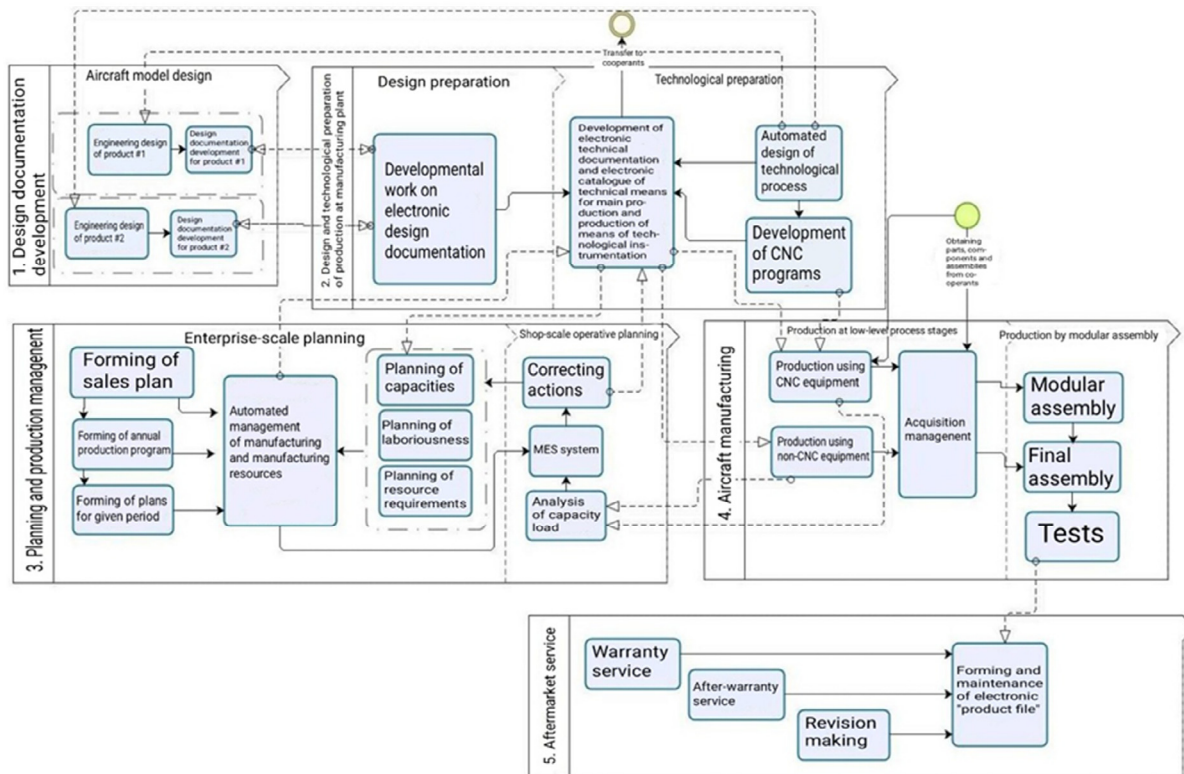 Transfer to
cooperants
1. Design documentation
development
Aircraft model design
Engineering design
of product #1
Design
documentation
development
for product #1
Engineering design
of product #2
Design
documentation
development
for product #2
2. Design and technological preparation
of production at manufacturing plant
Design preparation
Technological preparation
Developmental
work on
electronic
design
documentation
Development of
electronic
technical
documentation
and electronic
catalogue of
technical means
for main pro-
duction and
production of
means of tech-
nological ins-
trumentation
Automated
design of
technological
process
Development
of CNC
programs
Obtaining
parts, com-
ponents and
assemblies
from co-
operants
3. Planning and production management
Enterprise-scale planning
Shop-scale operative planning
Forming of
sales plan
Forming of annual
production program
Forming of plans
for given period
Automated
management
of manufacturing
and manufacturing
resources
Planning of
capacities
Planning of
laboriousness
Planning of
resource
requirements
Correcting
actions
MES system
Analysis
of capacity
load
4. Aircraft manufacturing
Production at low-level process stages
Production by modular assembly
Production using
CNC equipment
Production using
non-CNC equipment
Acquisition
management
Modular
assembly
Final
assembly
Tests
5. Aftermarket service
Warranty
service
After-warranty
service
Revision
making
Forming and
maintenance
of electronic
"product file"